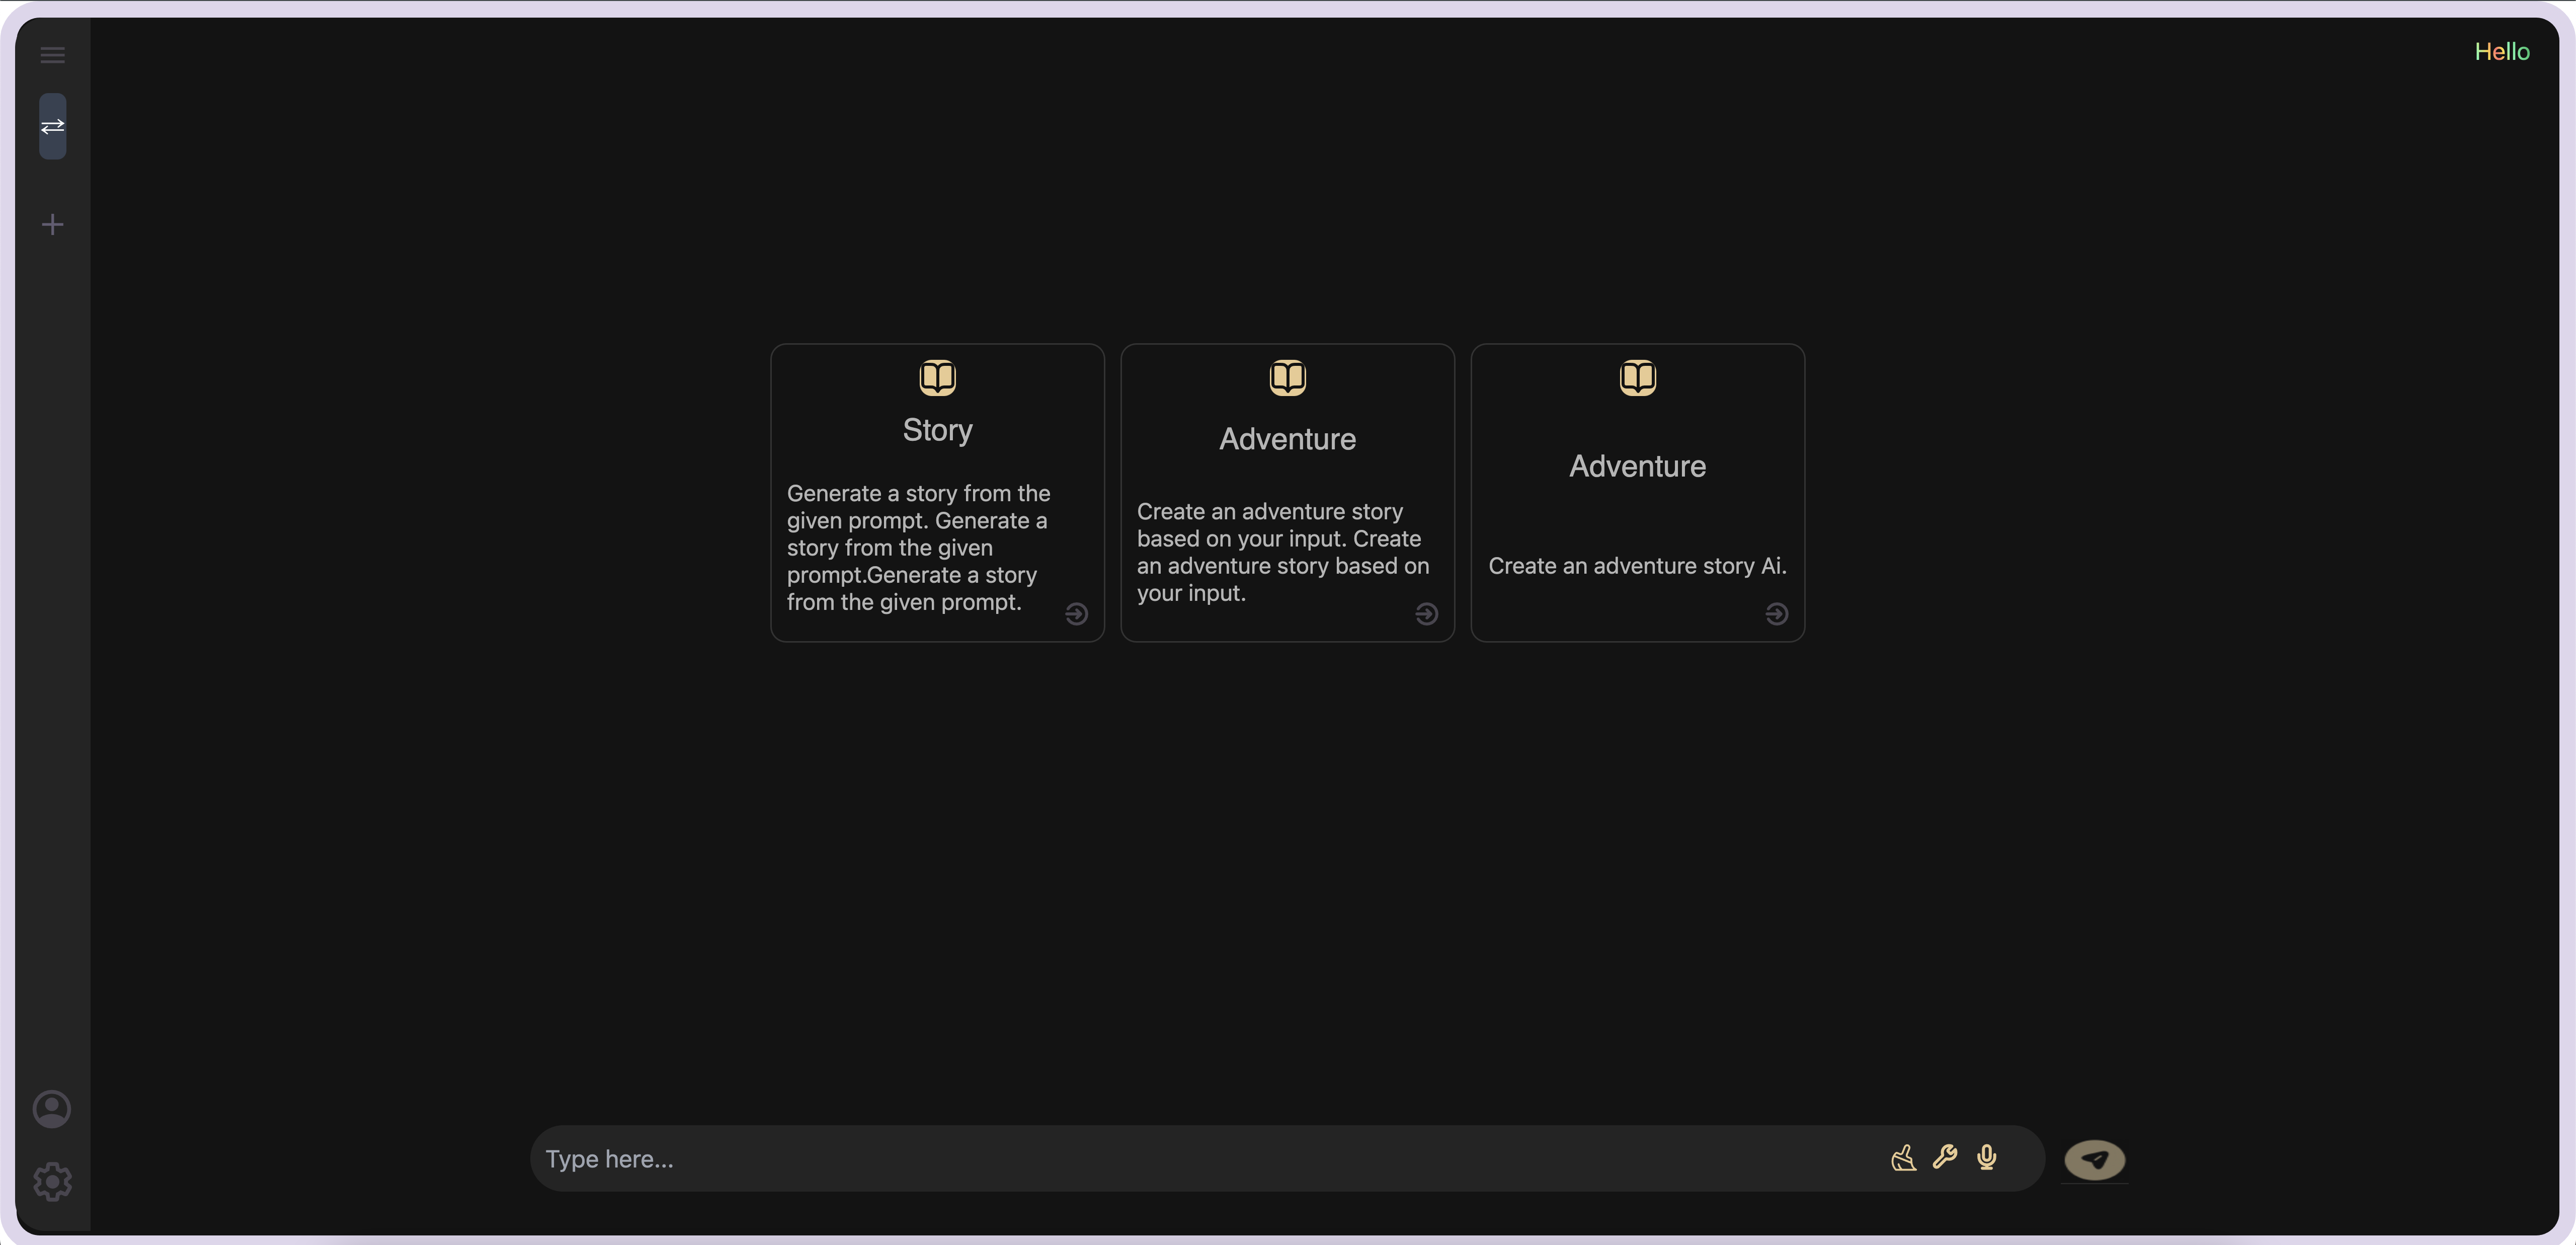 Hello
Story
Generate a story from the
given prompt. Generate a
story from the given
prompt.Generate a story
from the given prompt.
Adventure
Create an adventure story
based on your input. Create
an adventure story based on
your input.
Adventure
Create an adventure story Ai.
Type here...